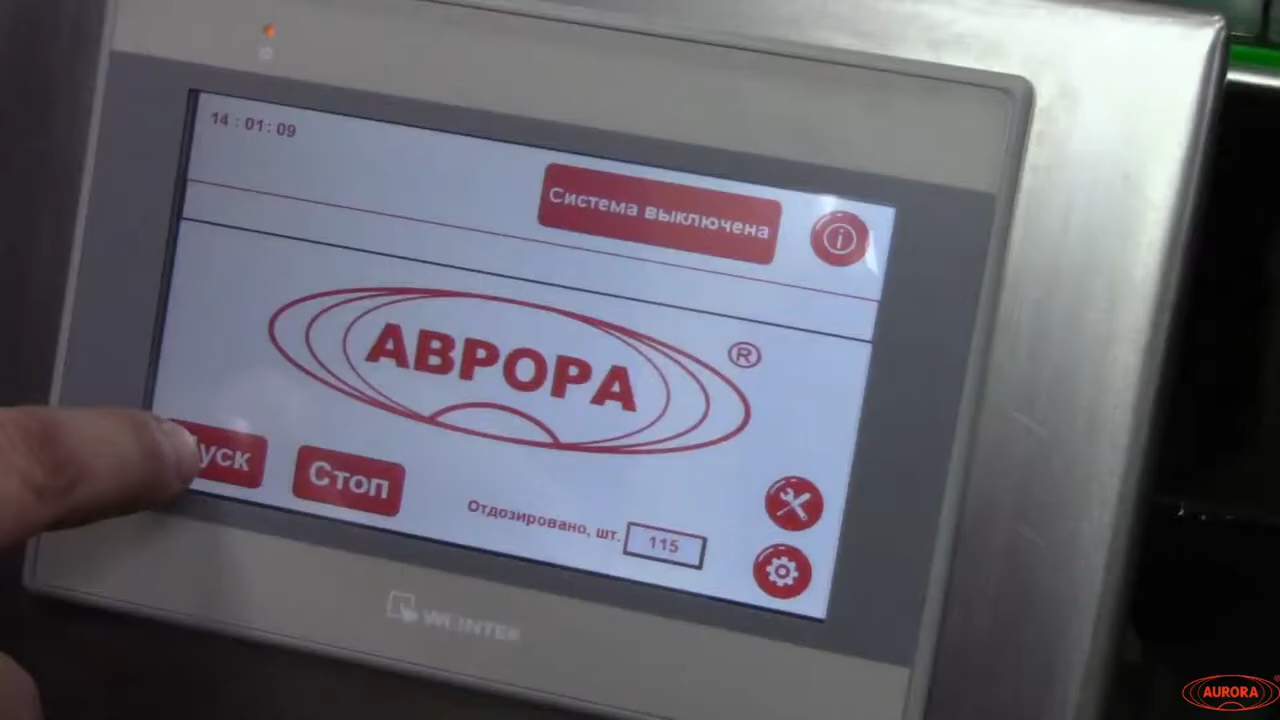 14 : 01 : 09
Система выключена
i
АВРОРА ®
уск
Стоп
Отдозировано, шт. 115
WEINTEK
AURORA